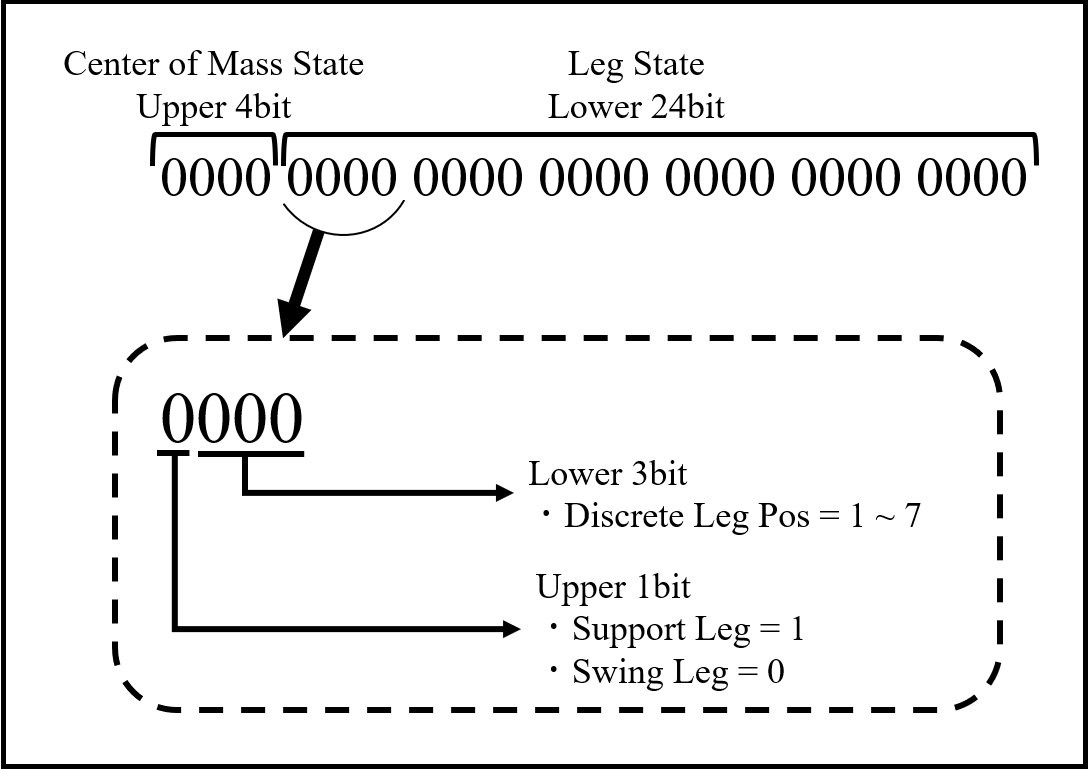 Center of Mass State
Upper 4bit
Leg State
Lower 24bit
0000 0000 0000 0000 0000 0000 0000
0000
Lower 3bit
・Discrete Leg Pos = 1 ~ 7
Upper 1bit
・Support Leg = 1
・Swing Leg = 0